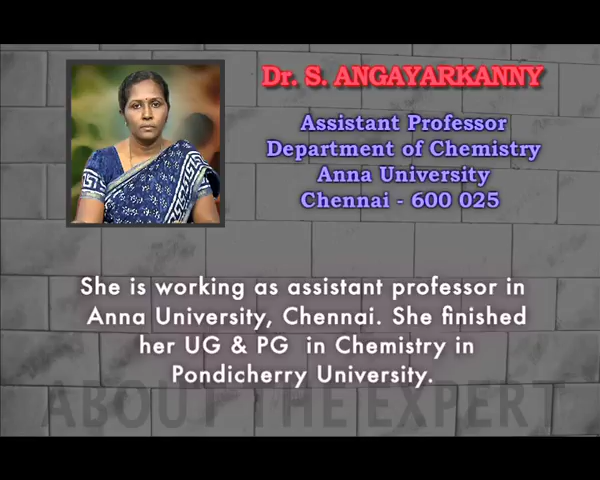 Dr. S. ANGAYARKANNY
Assistant Professor
Department of Chemistry
Anna University
Chennai - 600 025
She is working as assistant professor in
Anna University, Chennai. She finished
her UG & PG in Chemistry in
Pondicherry University.
ABOUT THE EXPERT